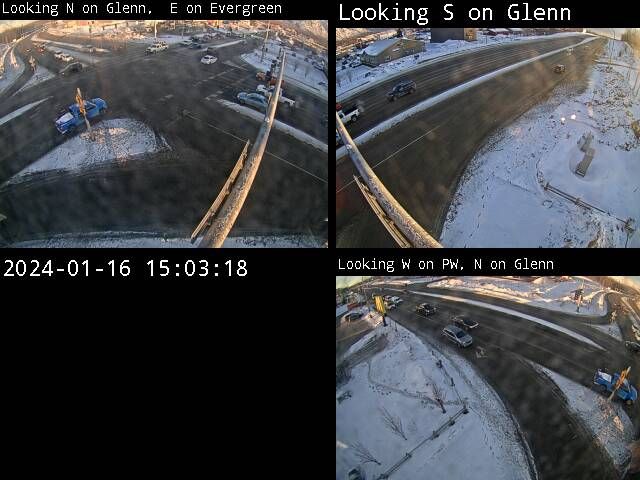 Looking N on Glenn,  E on Evergreen
Looking S on Glenn
2024-01-16 15:03:18
Looking W on PW, N on Glenn